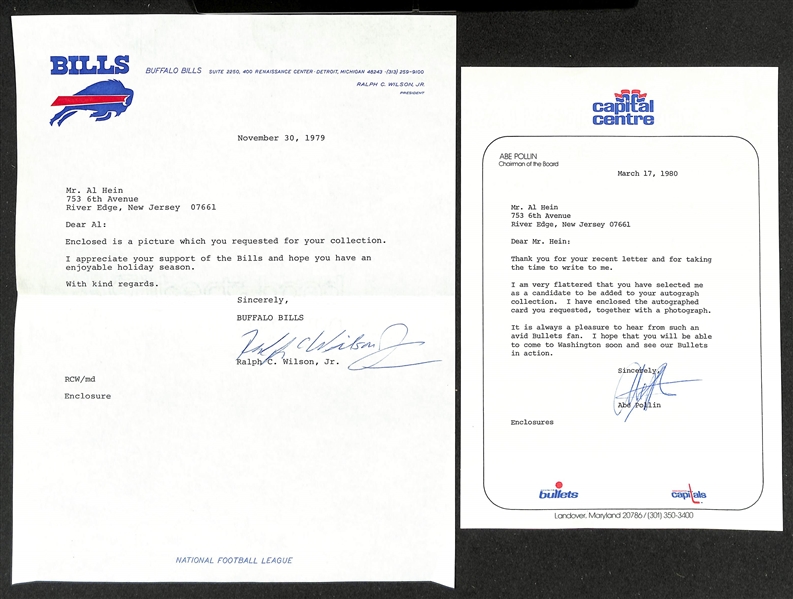 BILLS
BUFFALO BILLS SUITE 2250, 400 RENAISSANCE CENTER · DETROIT, MICHIGAN 48243 · (313) 259-9100
RALPH C. WILSON, JR.
PRESIDENT
November 30, 1979
Mr. Al Hein
753 6th Avenue
River Edge, New Jersey 07661
Dear Al:
Enclosed is a picture which you requested for your collection.
I appreciate your support of the Bills and hope you have an
enjoyable holiday season.
With kind regards.
Sincerely,
BUFFALO BILLS
Ralph C Wilson Jr
Ralph C. Wilson, Jr.
RCW/md
Enclosure
NATIONAL FOOTBALL LEAGUE
capital
centre
ABE POLLIN
Chairman of the Board
March 17, 1980
Mr. Al Hein
753 6th Avenue
River Edge, New Jersey 07661
Dear Mr. Hein:
Thank you for your recent letter and for taking
the time to write to me.
I am very flattered that you have selected me
as a candidate to be added to your autograph
collection. I have enclosed the autographed
card you requested, together with a photograph.
It is always a pleasure to hear from such an
avid Bullets fan. I hope that you will be able
to come to Washington soon and see our Bullets
in action.
Sincerely,
Abe Pollin
Enclosures
bullets
capitals
Landover, Maryland 20786/(301) 350-3400